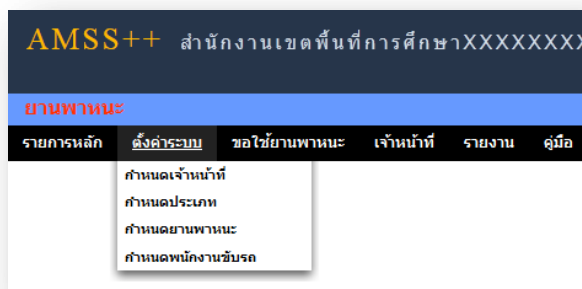 AMSS++ สำนักงานเขตพื้นที่การศึกษาXXXXXXXX
ยานพาหนะ
รายการหลัก ตั้งค่าระบบ ขอใช้ยานพาหนะ เจ้าหน้าที่ รายงาน คู่มือ
กำหนดเจ้าหน้าที่
กำหนดประเภท
กำหนดยานพาหนะ
กำหนดพนักงานขับรถ